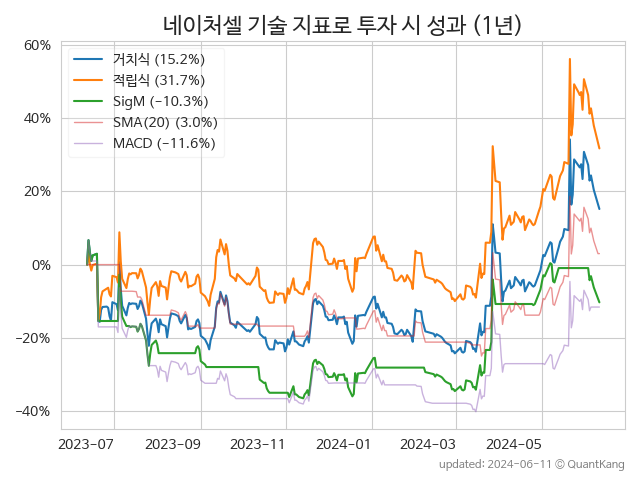 네이처셀 기술 지표로 투자 시 성과 (1년)
60%
40%
20%
0%
−20%
−40%
거치식 (15.2%)
적립식 (31.7%)
SigM (−10.3%)
SMA(20) (3.0%)
MACD (−11.6%)
2023-07 2023-09 2023-11 2024-01 2024-03 2024-05
updated: 2024-06-11 © QuantKang